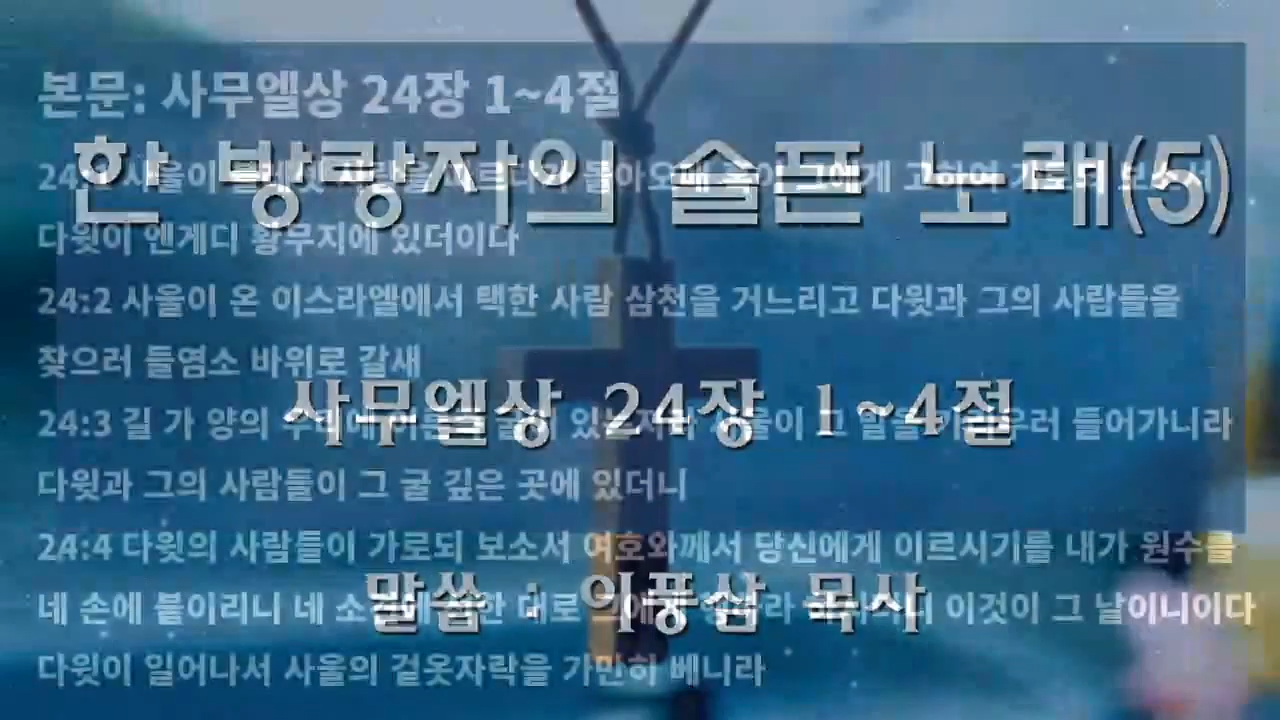 본문: 사무엘상 24장 1~4절
한 방랑자의 슬픈 노래(5)
다윗이 엔게디 황무지에 있더이다
24:2 사울이 온 이스라엘에서 택한 사람 삼천을 거느리고 다윗과 그의 사람들을
찾으러 들염소 바위로 갈새
사무엘상 24장 1~4절
24:3 길 가 양의 들어가니라
다윗과 그의 사람들이 그 굴 깊은 곳에 있더니
24:4 다윗의 사람들이 가로되 보소서 여호와께서 당신에게 이르시기를 내가 원수를
네 손에 붙이리니 네 이것이 그 날이니이다
말씀 : 이풍삼 목사
다윗이 일어나서 사울의 겉옷자락을 가만히 베니라